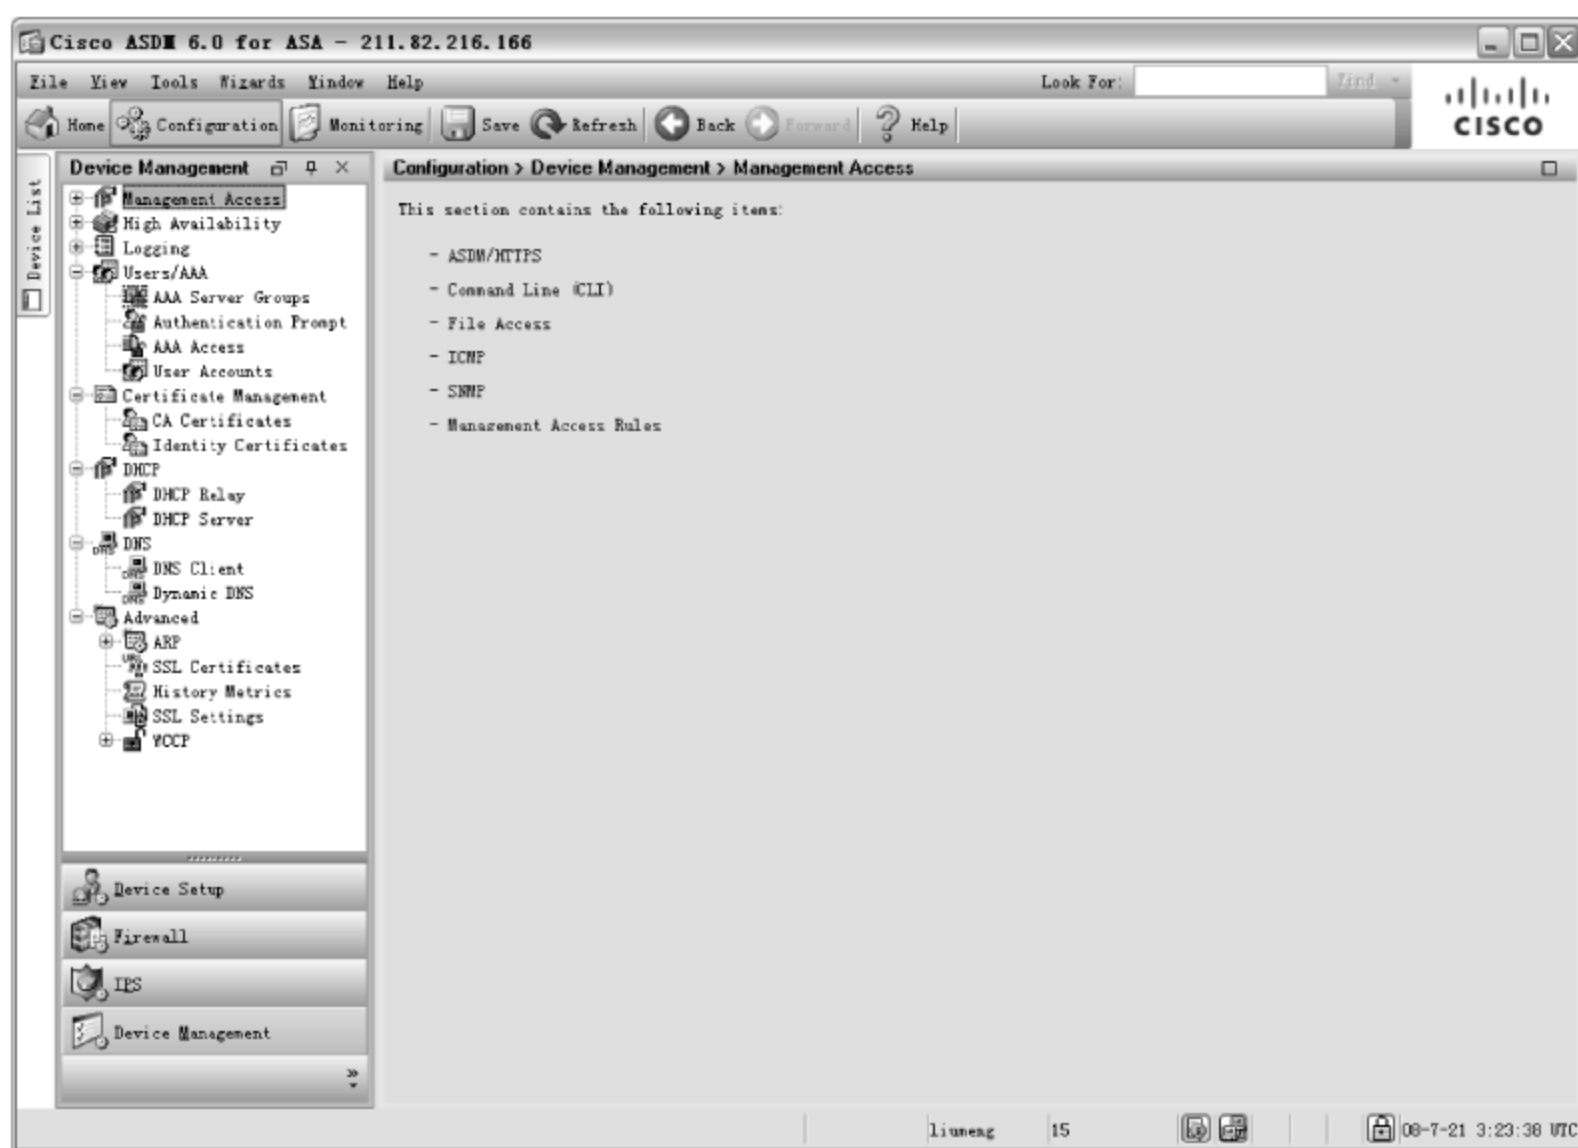 Cisco ASDM 6.0 for ASA - 211.82.216.166
File View Tools Wizards Window Help Look For: Find
Home Configuration Monitoring Save Refresh Back Forward Help
CISCO
Device List
Device Management
Configuration > Device Management > Management Access
Management Access
High Availability
Logging
Users/AAA
AAA Server Groups
Authentication Prompt
AAA Access
User Accounts
Certificate Management
CA Certificates
Identity Certificates
DHCP
DHCP Relay
DHCP Server
DNS
DNS Client
Dynamic DNS
Advanced
ARP
SSL Certificates
History Metrics
SSL Settings
WCCP
This section contains the following items:
- ASDM/HTTPS
- Command Line (CLI)
- File Access
- ICMP
- SNMP
- Management Access Rules
Device Setup
Firewall
IPS
Device Management
»
liumeng 15 08-7-21 3:23:38 UTC